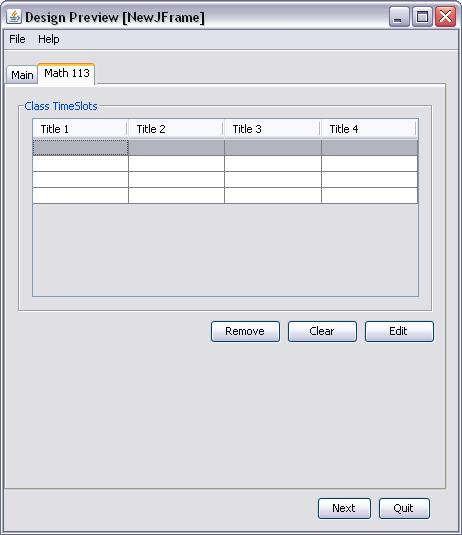 Design Preview [NewJFrame]
File Help
Main Math 113
Class TimeSlots
Title 1 Title 2 Title 3 Title 4
Remove Clear Edit
Next Quit